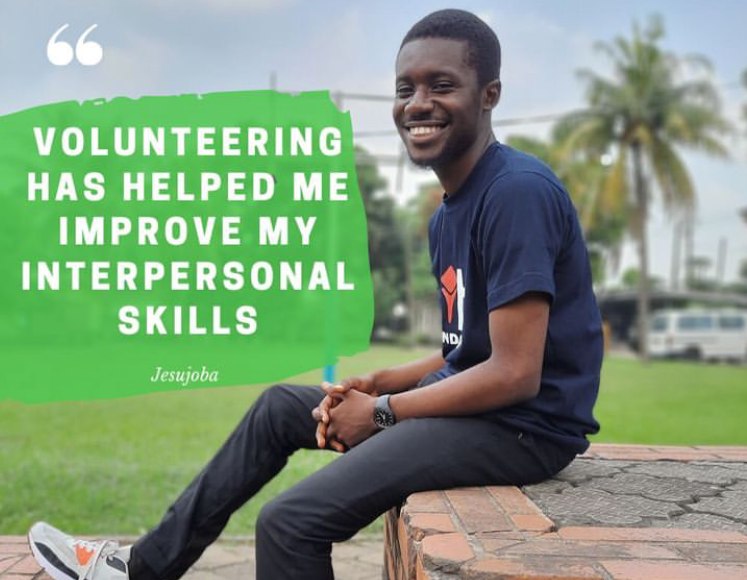 VOLUNTEERING
HAS HELPED ME
IMPROVE MY
INTERPERSONAL
SKILLS
Jesujoba